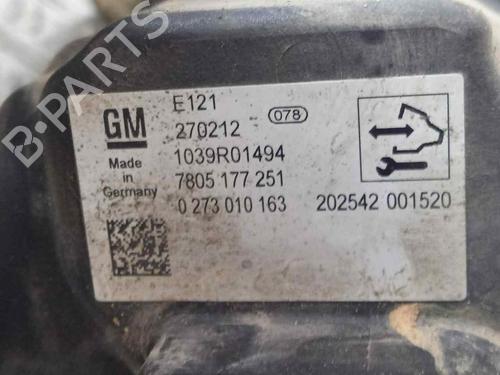 B-PARTS
GM
E121
270212
078
1039R01494
7805 177 251
0 273 010 163
202542 001520
Made
in
Germany